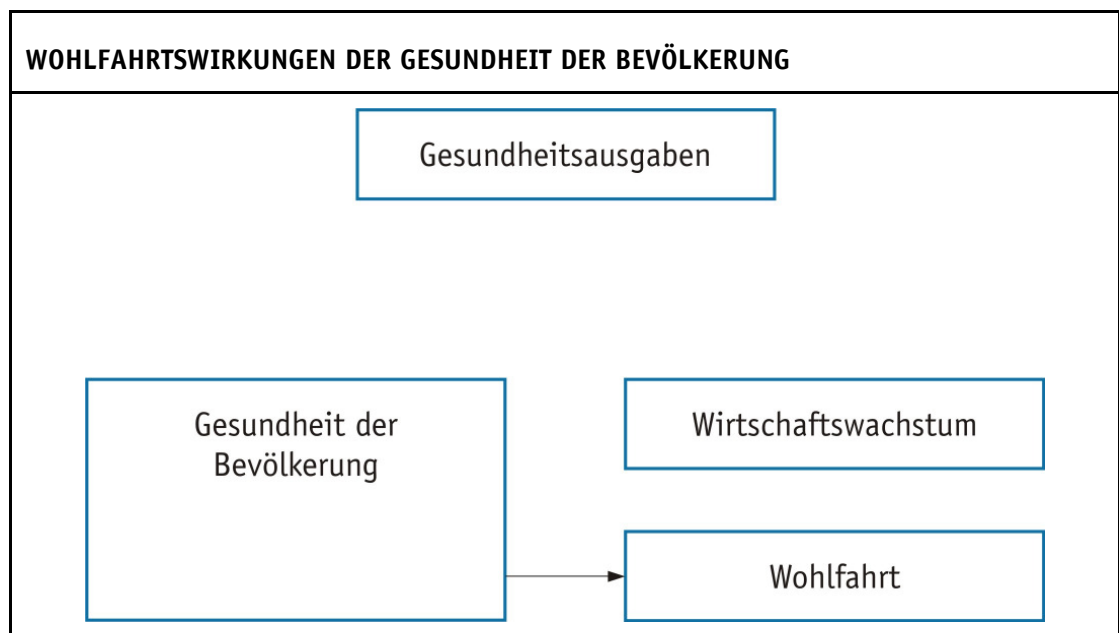 WOHLFAHRTSWIRKUNGEN DER GESUNDHEIT DER BEVÖLKERUNG
Gesundheitsausgaben
Gesundheit der
Bevölkerung
Wirtschaftswachstum
Wohlfahrt